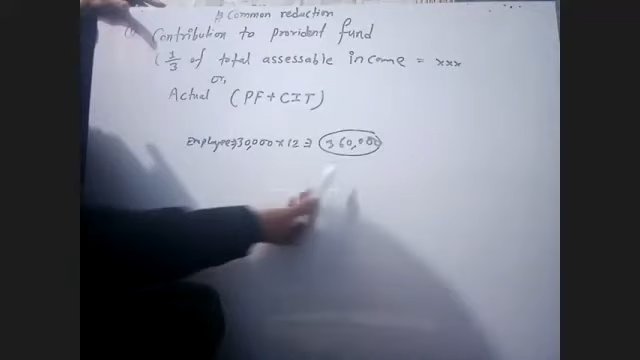 Common reduction
Contribution to provident fund
( 1/3 of total assessable income = xxx
or,
Actual (PF + CIT)
Employee ⇒ 30,000 × 12 ⇒ 360,000